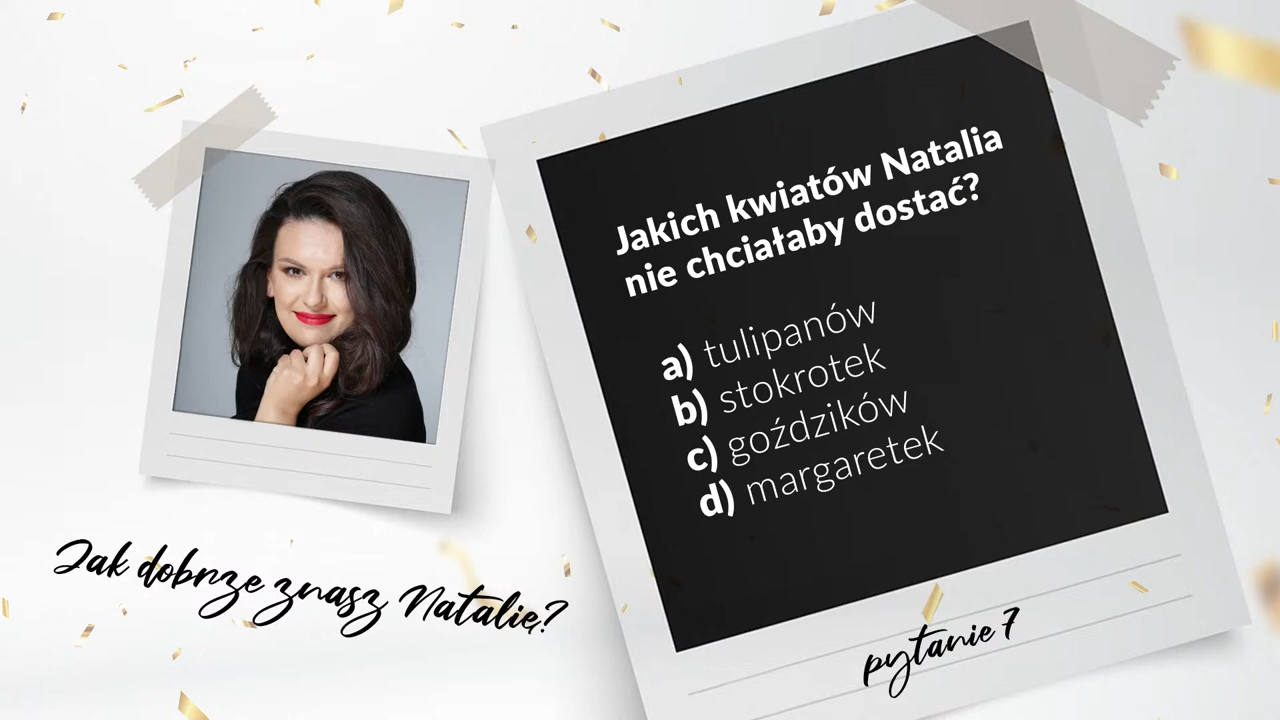 Jakich kwiatów Natalia
nie chciałaby dostać?
a) tulipanów
b) stokrotek
c) goździków
d) margaretek
Jak dobrze znasz Natalię?
pytanie 7